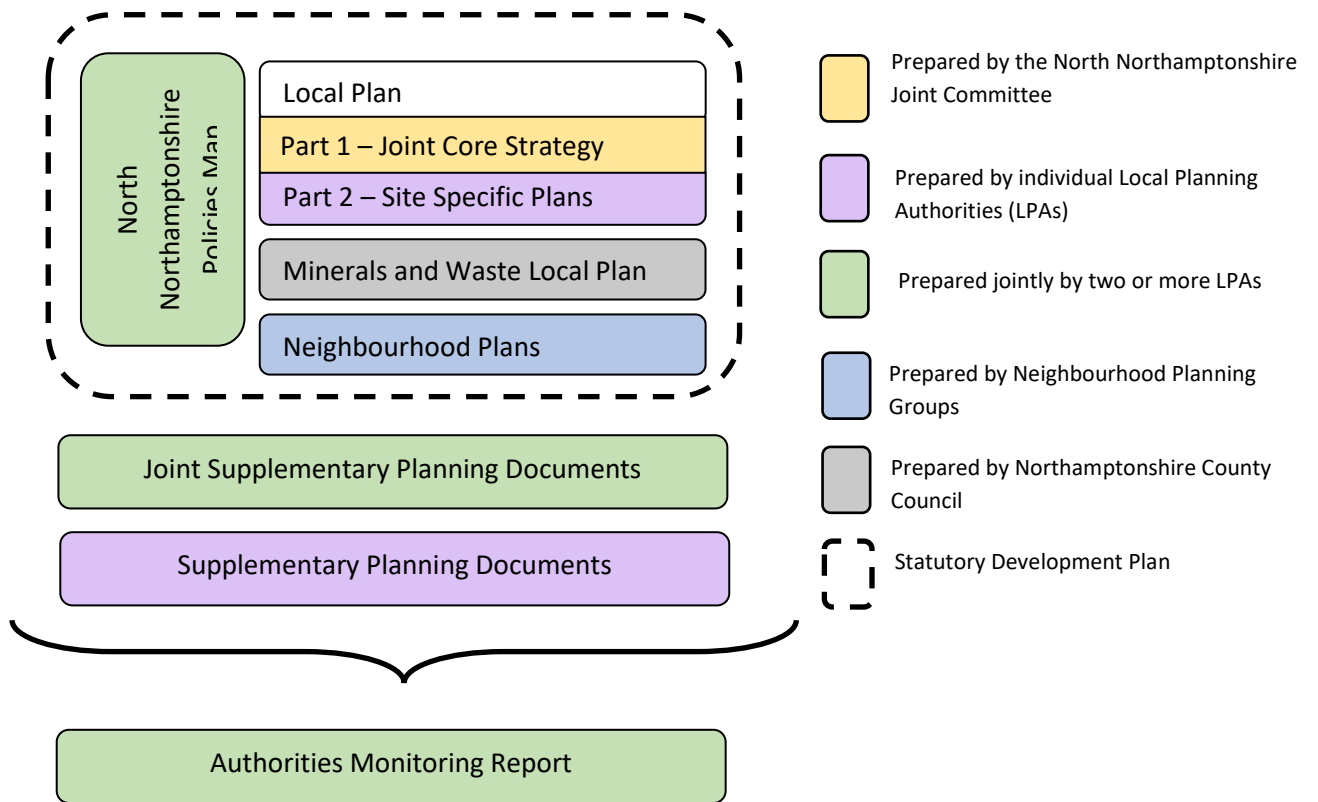 North
Northamptonshire
Policies Map
Local Plan
Part 1 – Joint Core Strategy
Part 2 – Site Specific Plans
Minerals and Waste Local Plan
Neighbourhood Plans
Joint Supplementary Planning Documents
Supplementary Planning Documents
Authorities Monitoring Report
Prepared by the North Northamptonshire
Joint Committee
Prepared by individual Local Planning
Authorities (LPAs)
Prepared jointly by two or more LPAs
Prepared by Neighbourhood Planning
Groups
Prepared by Northamptonshire County
Council
Statutory Development Plan